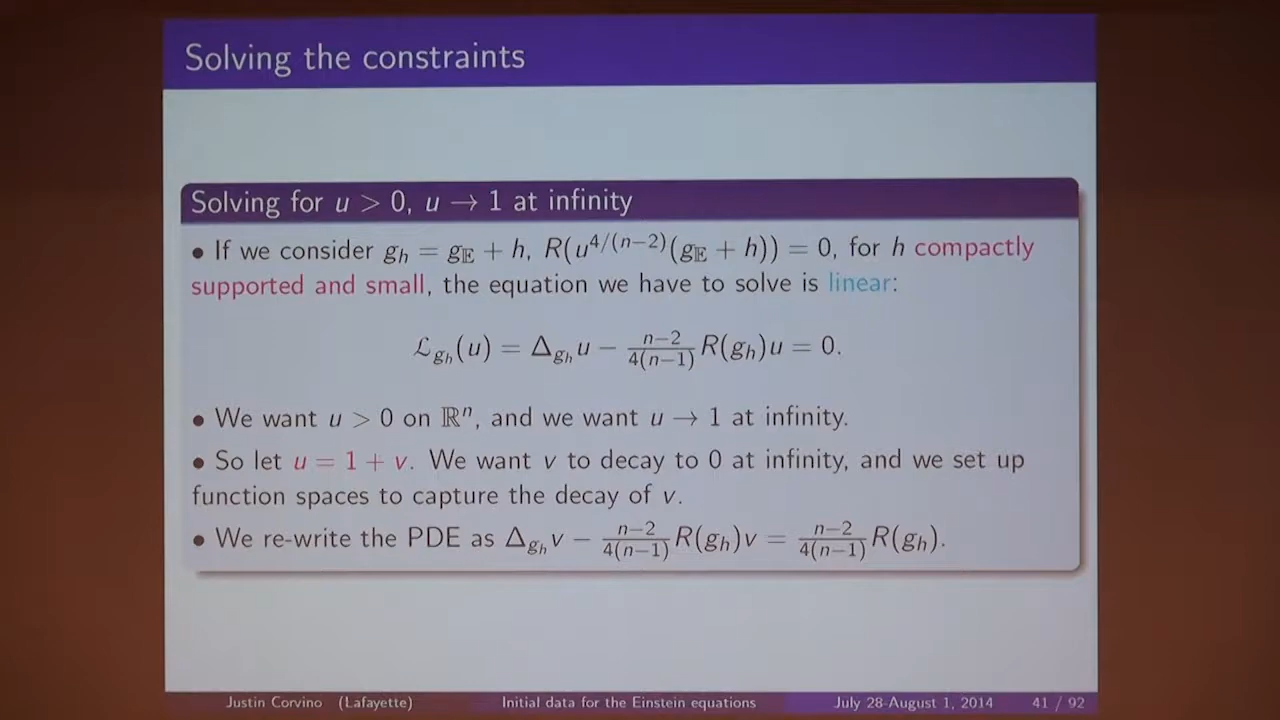 Solving the constraints
Solving for u > 0, u → 1 at infinity
• If we consider g_h = g_𝔼 + h, R(u^{4/(n−2)}(g_𝔼 + h)) = 0, for h compactly
supported and small, the equation we have to solve is linear:
ℒ_{g_h}(u) = Δ_{g_h}u − \frac{n−2}{4(n−1)}R(g_h)u = 0.
• We want u > 0 on ℝⁿ, and we want u → 1 at infinity.
• So let u = 1 + v. We want v to decay to 0 at infinity, and we set up
function spaces to capture the decay of v.
• We re-write the PDE as Δ_{g_h}v − \frac{n−2}{4(n−1)}R(g_h)v = \frac{n−2}{4(n−1)}R(g_h).
Justin Corvino (Lafayette) Initial data for the Einstein equations July 28-August 1, 2014 41 / 92